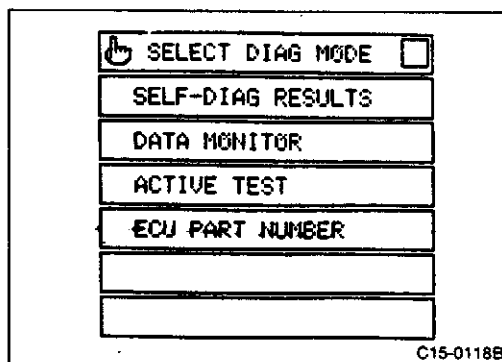 SELECT DIAG MODE
SELF-DIAG RESULTS
DATA MONITOR
ACTIVE TEST
ECU PART NUMBER
C15-0118B